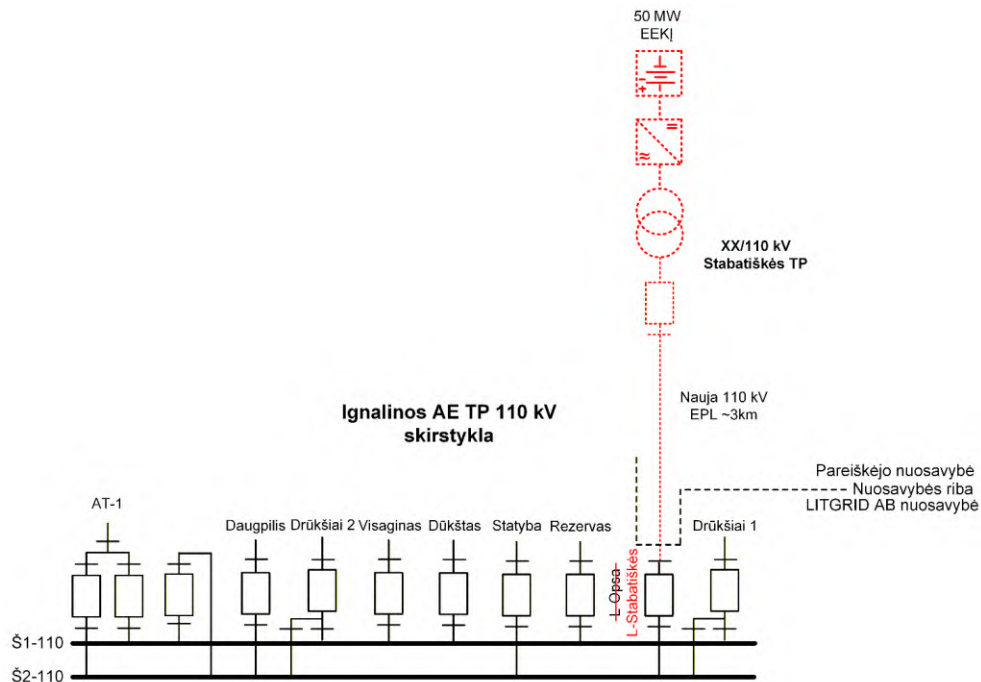 50 MW
EEKĮ
XX/110 kV
Stabatiškės TP
Nauja 110 kV
EPL ~3km
Ignalinos AE TP 110 kV
skirstykla
Pareiškėjo nuosavybė
Nuosavybės riba
LITGRID AB nuosavybė
AT-1
Daugpilis
Drūkšiai 2
Visaginas
Dūkštas
Statyba
Rezervas
L-Opsa
L-Stabatiškės
Drūkšiai 1
Š1-110
Š2-110